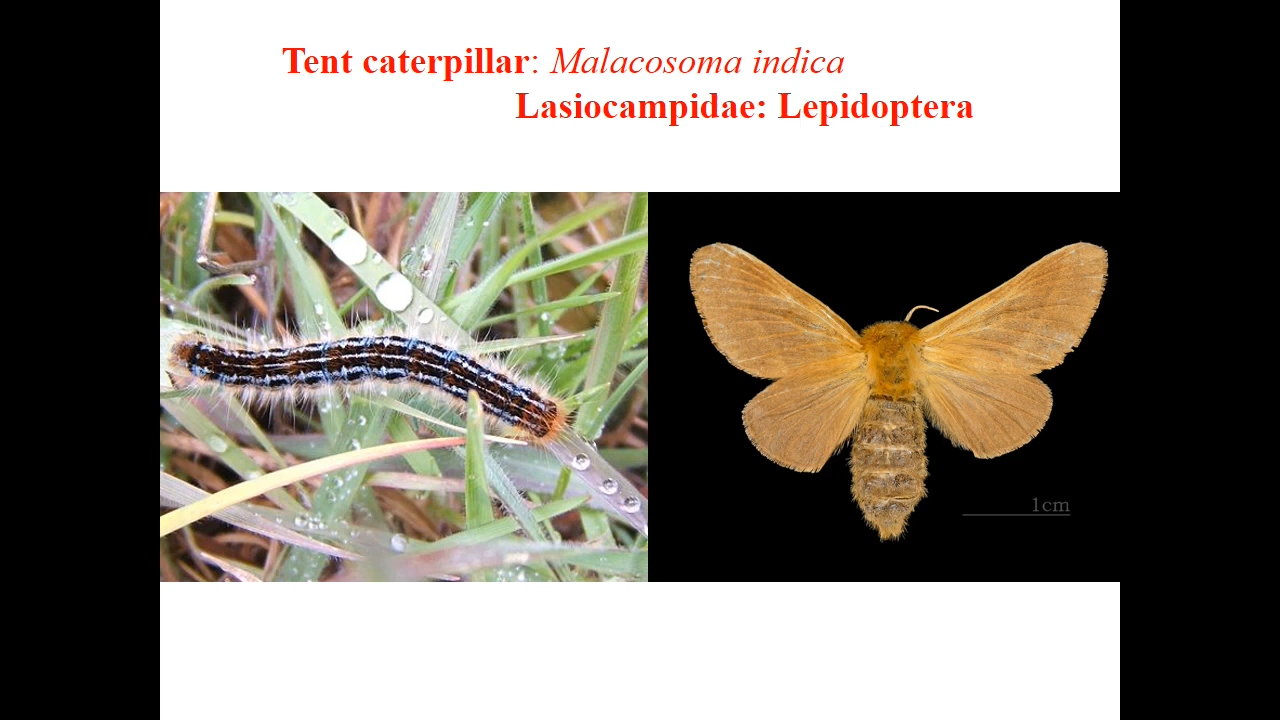 Tent caterpillar: Malacosoma indica
Lasiocampidae: Lepidoptera
1cm